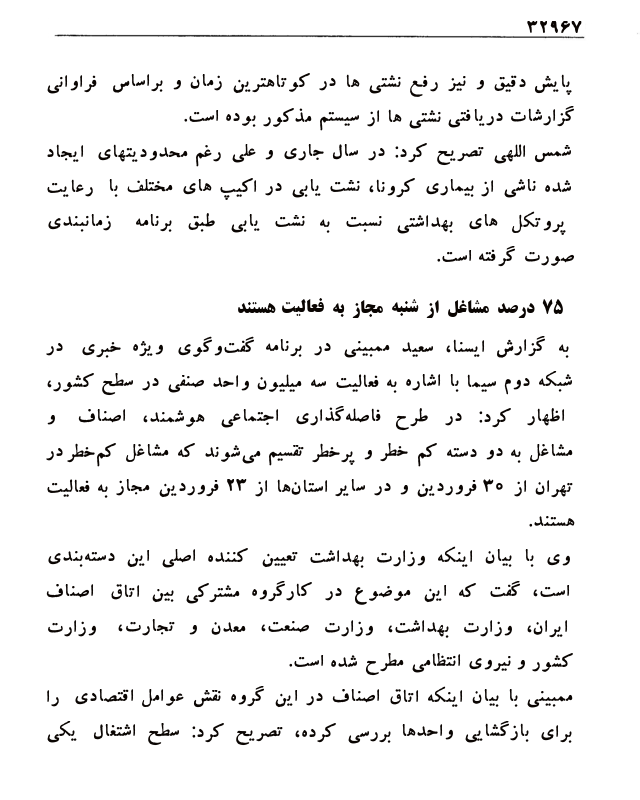 ۳۲۹۶۷
پایش دقیق و نیز رفع نشتی ها در کوتاهترین زمان و براساس فراوانی
گزارشات دریافتی نشتی ها از سیستم مذکور بوده است.
شمس اللهی تصریح کرد: در سال جاری و علی رغم محدودیتهای ایجاد
شده ناشی از بیماری کرونا، نشت یابی در اکیپ های مختلف با رعایت
پروتکل های بهداشتی نسبت به نشت یابی طبق برنامه زمانبندی
صورت گرفته است.
۷۵ درصد مشاغل از شنبه مجاز به فعالیت هستند
به گزارش ایسنا، سعید ممبینی در برنامه گفت‌وگوی ویژه خبری در
شبکه دوم سیما با اشاره به فعالیت سه میلیون واحد صنفی در سطح کشور،
اظهار کرد: در طرح فاصله‌گذاری اجتماعی هوشمند، اصناف و
مشاغل به دو دسته کم خطر و پرخطر تقسیم می‌شوند که مشاغل کم‌خطر در
تهران از ۳۰ فروردین و در سایر استان‌ها از ۲۳ فروردین مجاز به فعالیت
هستند.
وی با بیان اینکه وزارت بهداشت تعیین کننده اصلی این دسته‌بندی
است، گفت که این موضوع در کارگروه مشترکی بین اتاق اصناف
ایران، وزارت بهداشت، وزارت صنعت، معدن و تجارت، وزارت
کشور و نیروی انتظامی مطرح شده است.
ممبینی با بیان اینکه اتاق اصناف در این گروه نقش عوامل اقتصادی را
برای بازگشایی واحدها بررسی کرده، تصریح کرد: سطح اشتغال یکی